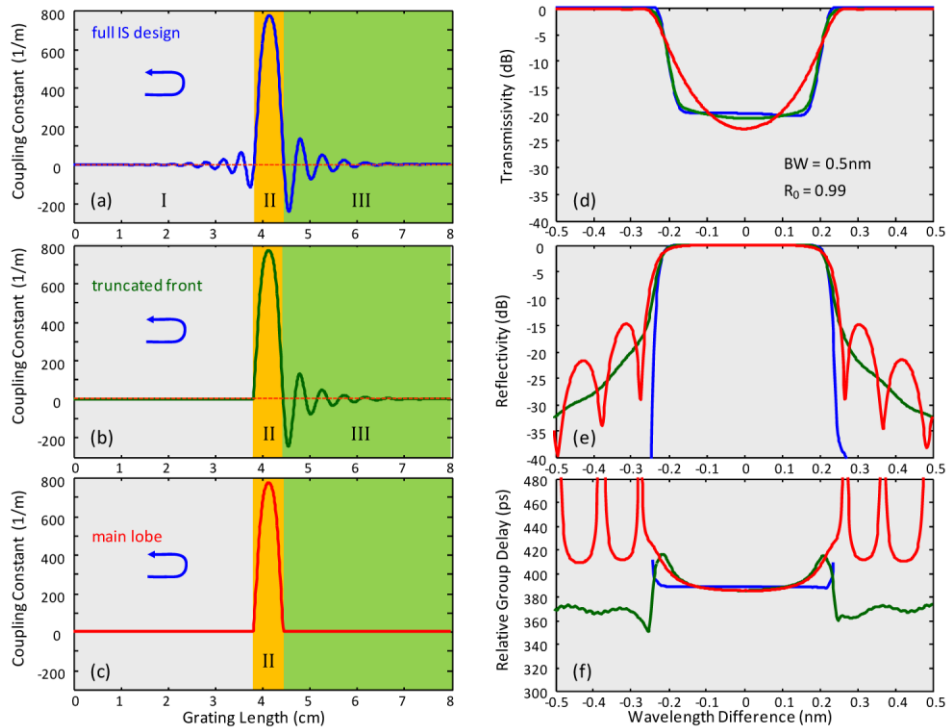 Coupling Constant (1/m)
800
600
400
200
0
-200
full IS design
(a)
I
II
III
0 1 2 3 4 5 6 7 8
Coupling Constant (1/m)
800
600
400
200
0
-200
truncated front
(b)
II
III
0 1 2 3 4 5 6 7 8
Coupling Constant (1/m)
800
600
400
200
0
-200
main lobe
(c)
II
0 1 2 3 4 5 6 7 8
Grating Length (cm)
Transmissivity (dB)
0
-5
-10
-15
-20
-25
-30
-35
-40
BW = 0.5nm
R0 = 0.99
(d)
-0.5 -0.4 -0.3 -0.2 -0.1 0 0.1 0.2 0.3 0.4 0.5
Reflectivity (dB)
0
-5
-10
-15
-20
-25
-30
-35
-40
(e)
-0.5 -0.4 -0.3 -0.2 -0.1 0 0.1 0.2 0.3 0.4 0.5
Relative Group Delay (ps)
480
460
440
420
400
380
360
340
320
300
(f)
-0.5 -0.4 -0.3 -0.2 -0.1 0 0.1 0.2 0.3 0.4 0.5
Wavelength Difference (nm)